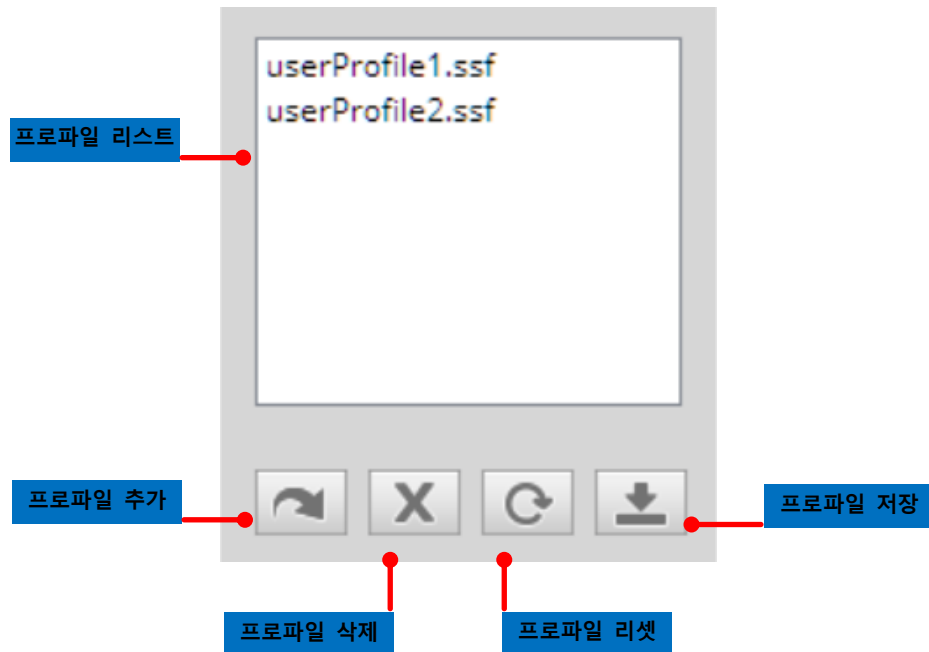 userProfile1.ssf
userProfile2.ssf
프로파일 리스트
프로파일 추가
X
프로파일 저장
프로파일 삭제
프로파일 리셋